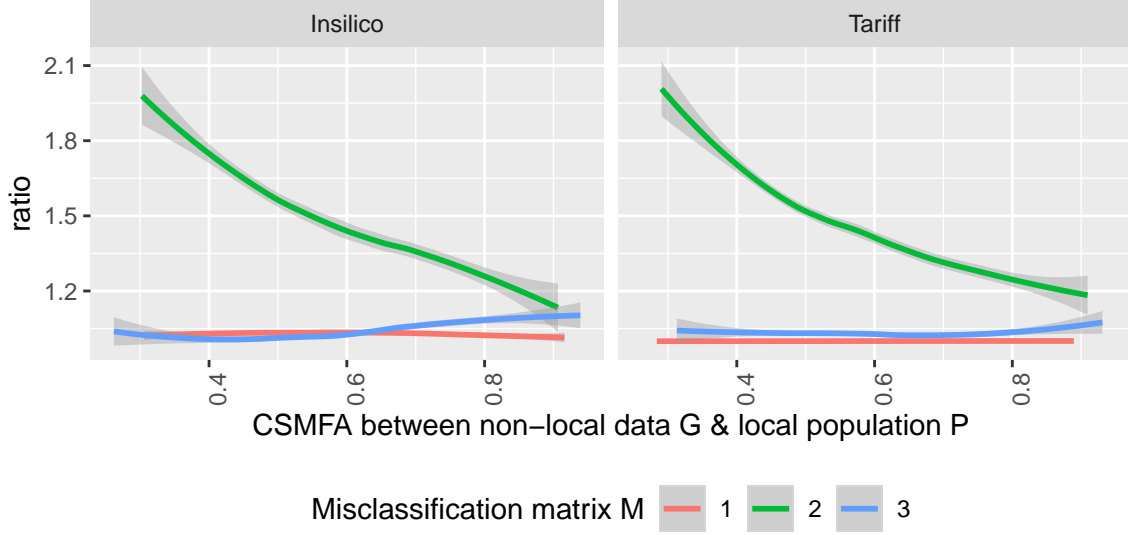 Insilico Tariff
2.1
1.8
1.5
1.2
ratio
0.4 0.6 0.8 0.4 0.6 0.8
CSMFA between non−local data G & local population P
Misclassification matrix M 1 2 3